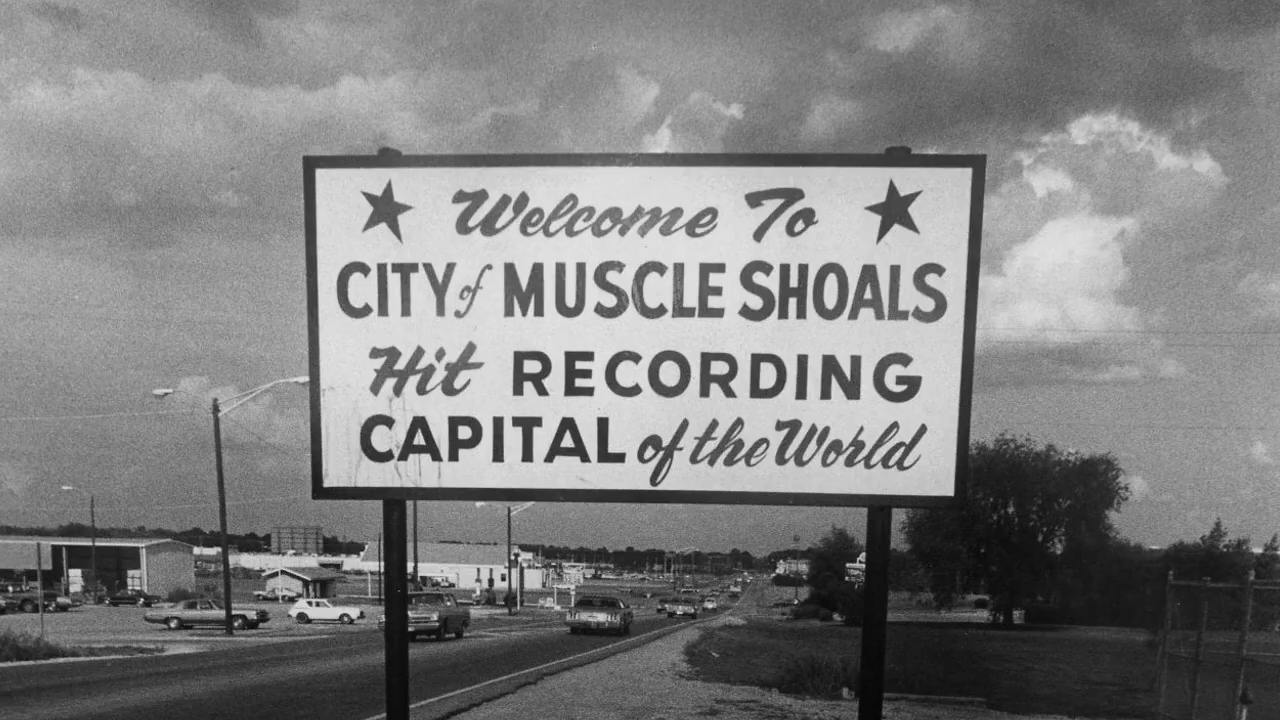 Welcome To
CITY of MUSCLE SHOALS
Hit RECORDING
CAPITAL of the World